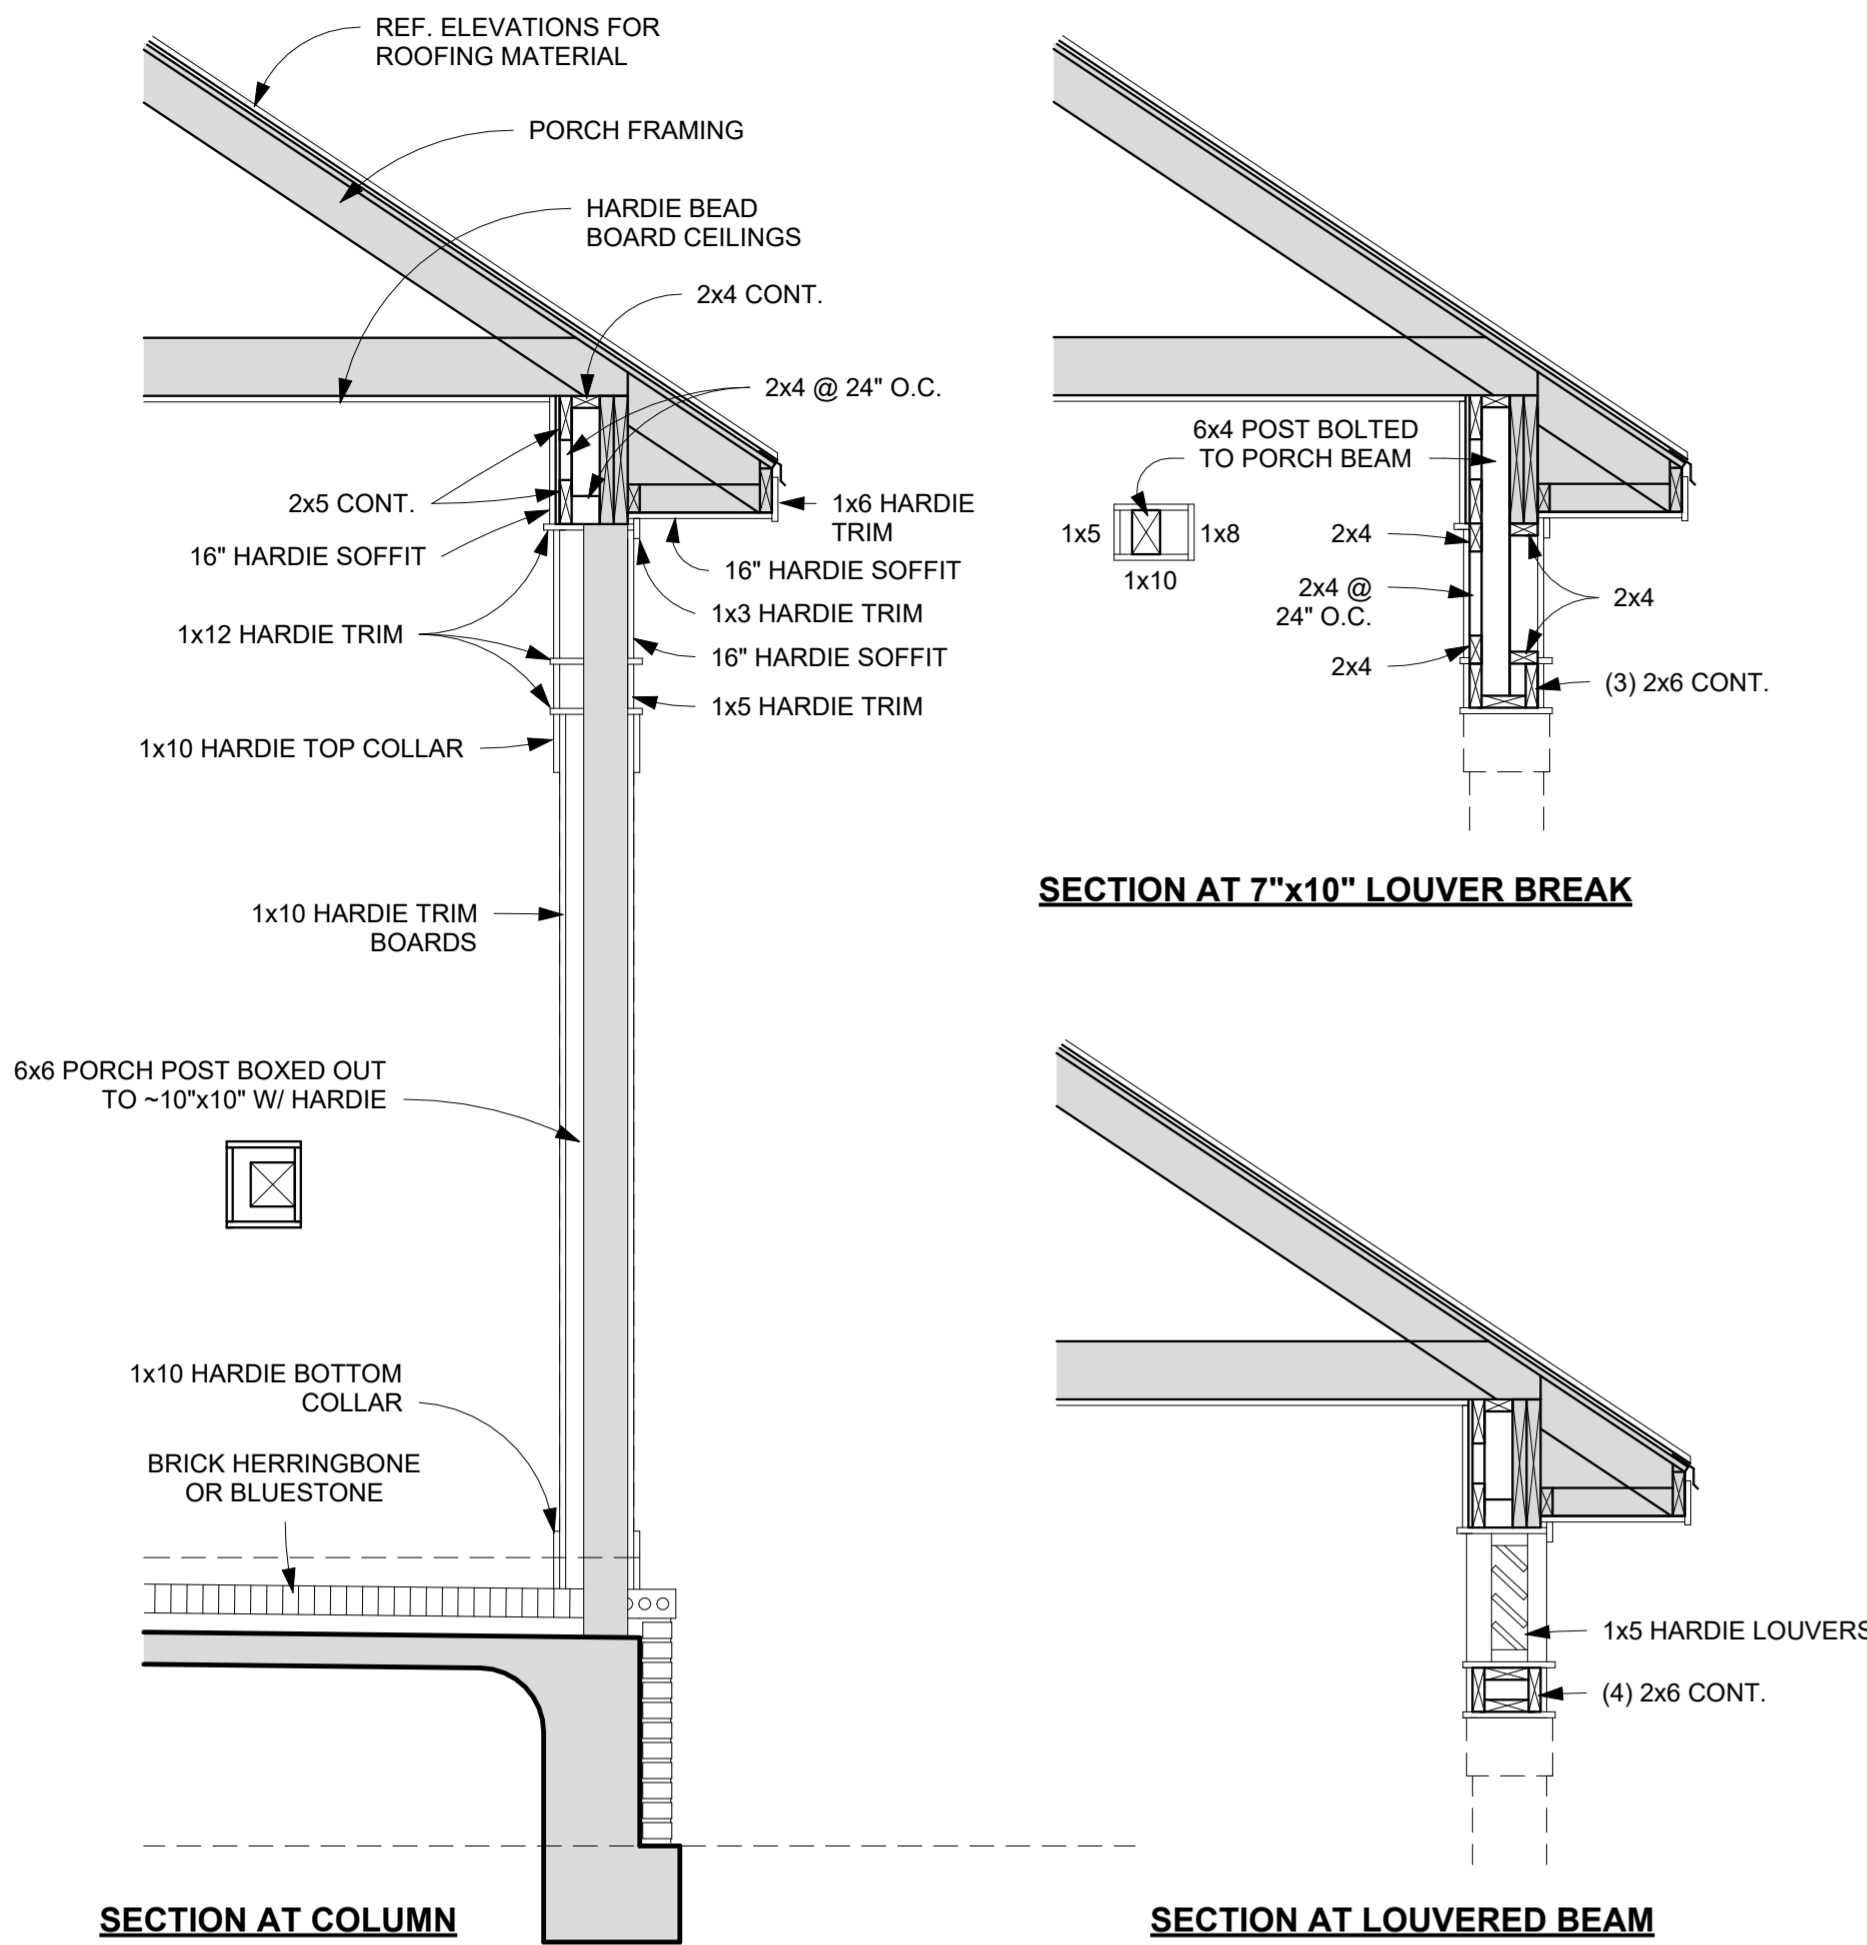 REF. ELEVATIONS FOR
ROOFING MATERIAL
PORCH FRAMING
HARDIE BEAD
BOARD CEILINGS
2x4 CONT.
2x4 @ 24" O.C.
2x5 CONT.
1x6 HARDIE
TRIM
16" HARDIE SOFFIT
16" HARDIE SOFFIT
1x3 HARDIE TRIM
1x12 HARDIE TRIM
16" HARDIE SOFFIT
1x5 HARDIE TRIM
1x10 HARDIE TOP COLLAR
1x10 HARDIE TRIM
BOARDS
6x6 PORCH POST BOXED OUT
TO ~10"x10" W/ HARDIE
1x10 HARDIE BOTTOM
COLLAR
BRICK HERRINGBONE
OR BLUESTONE
SECTION AT COLUMN
6x4 POST BOLTED
TO PORCH BEAM
1x5
1x8
1x10
2x4
2x4 @
24" O.C.
2x4
2x4
(3) 2x6 CONT.
SECTION AT 7"x10" LOUVER BREAK
1x5 HARDIE LOUVERS
(4) 2x6 CONT.
SECTION AT LOUVERED BEAM